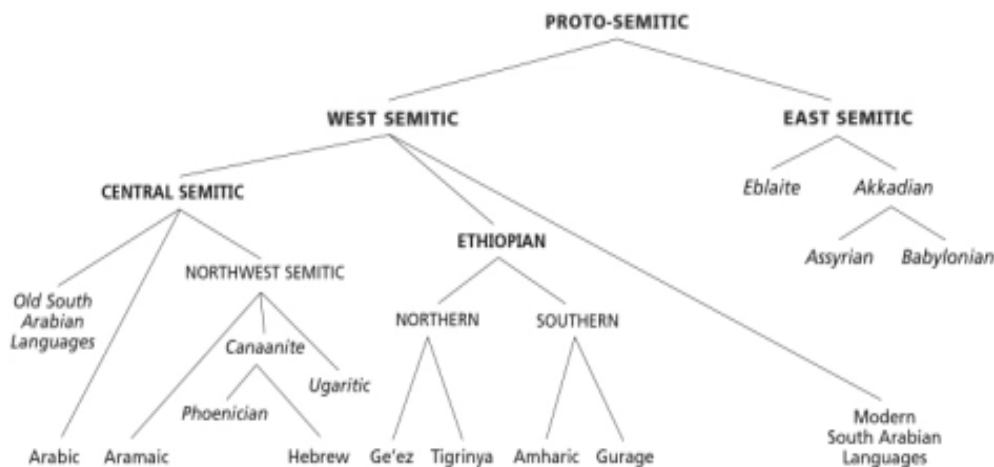 PROTO-SEMITIC
WEST SEMITIC
EAST SEMITIC
Eblaite
Akkadian
CENTRAL SEMITIC
ETHIOPIAN
Assyrian
Babylonian
NORTHWEST SEMITIC
Old South
Arabian
Languages
NORTHERN
SOUTHERN
Canaanite
Ugaritic
Phoenician
Modern
South Arabian
Languages
Arabic
Aramaic
Hebrew
Ge'ez
Tigrinya
Amharic
Gurage